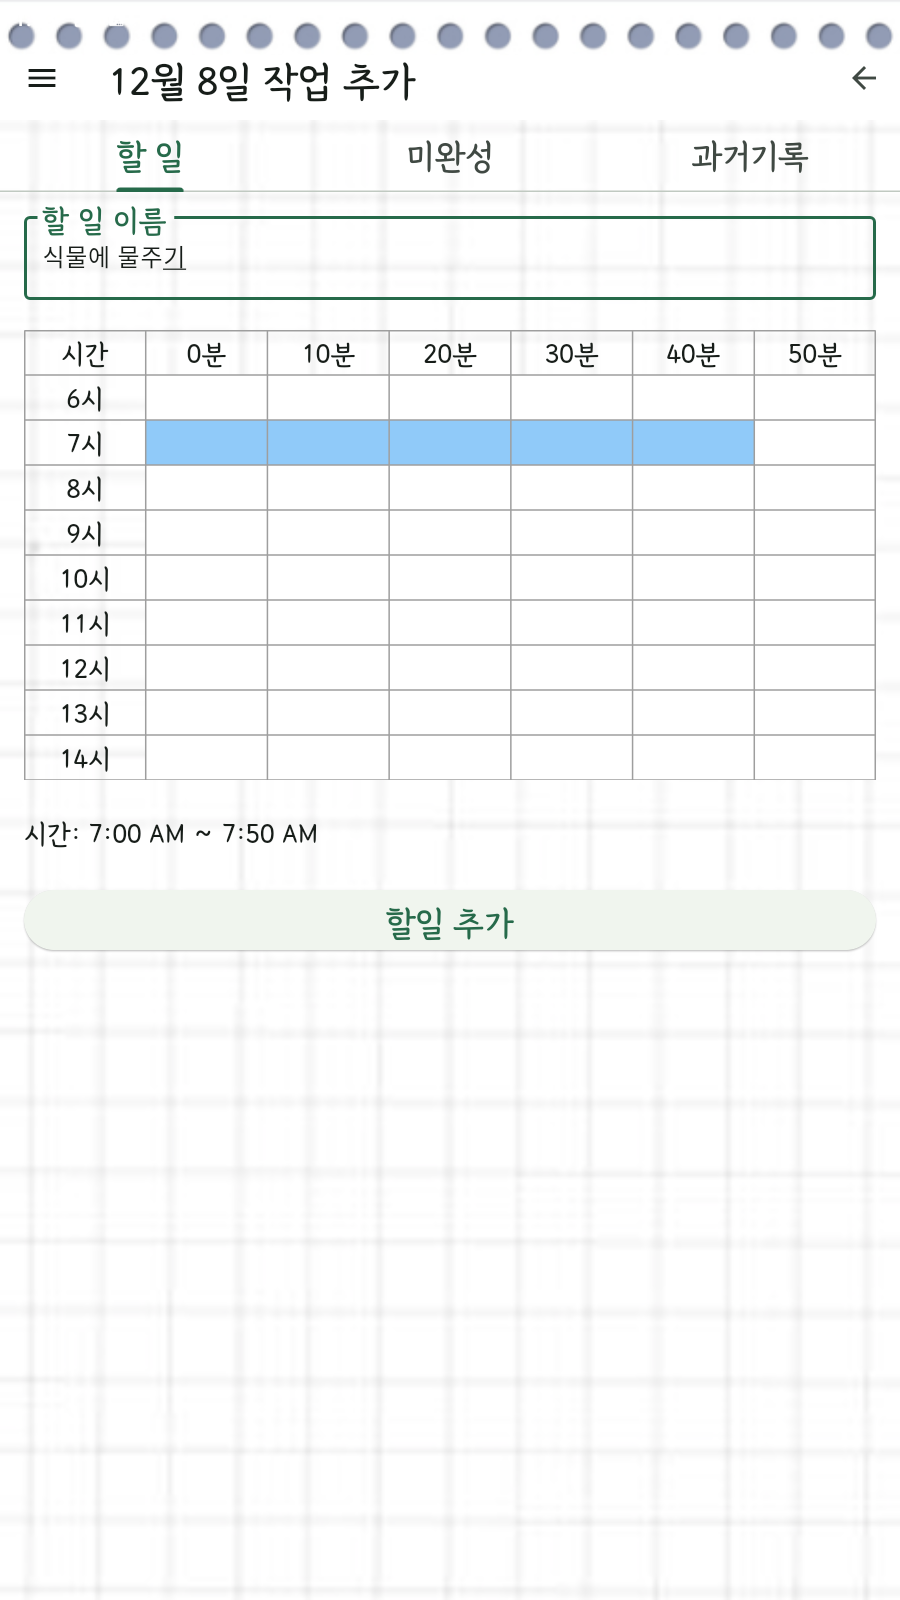 12월 8일 작업 추가
할 일 미완성 과거기록
할 일 이름
식물에 물주기
시간 0분 10분 20분 30분 40분 50분
6시
7시
8시
9시
10시
11시
12시
13시
14시
시간: 7:00 AM ~ 7:50 AM
할일 추가